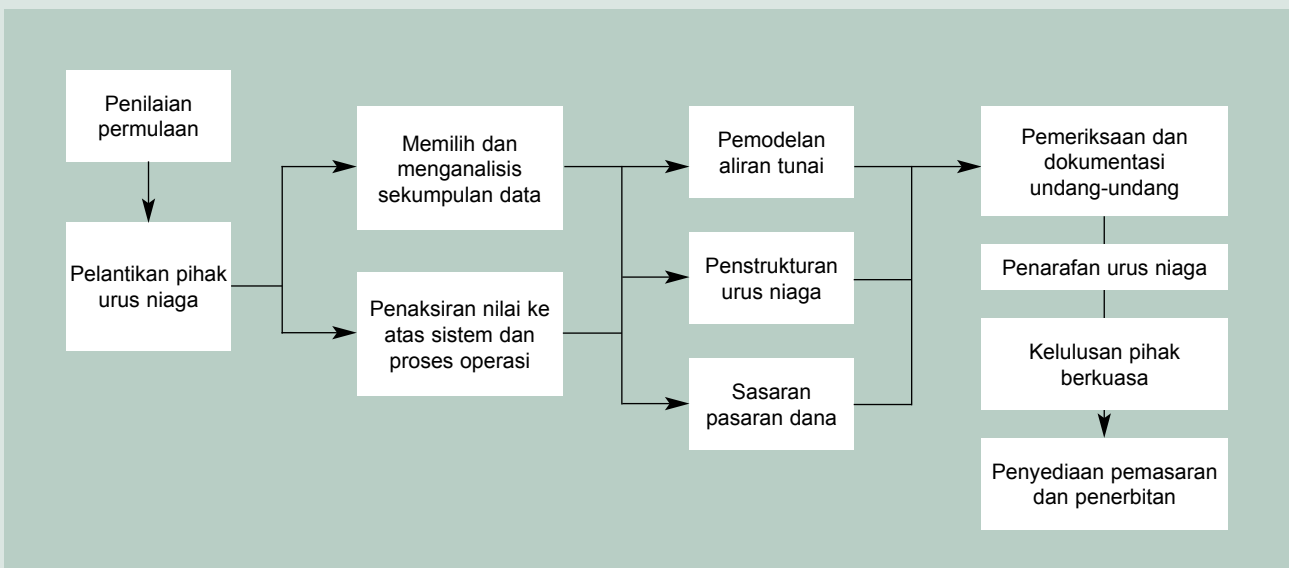 Penilaian
permulaan
Pelantikan pihak
urus niaga
Memilih dan
menganalisis
sekumpulan data
Penaksiran nilai ke
atas sistem dan
proses operasi
Pemodelan
aliran tunai
Penstrukturan
urus niaga
Sasaran
pasaran dana
Pemeriksaan dan
dokumentasi
undang-undang
Penarafan urus niaga
Kelulusan pihak
berkuasa
Penyediaan pemasaran
dan penerbitan